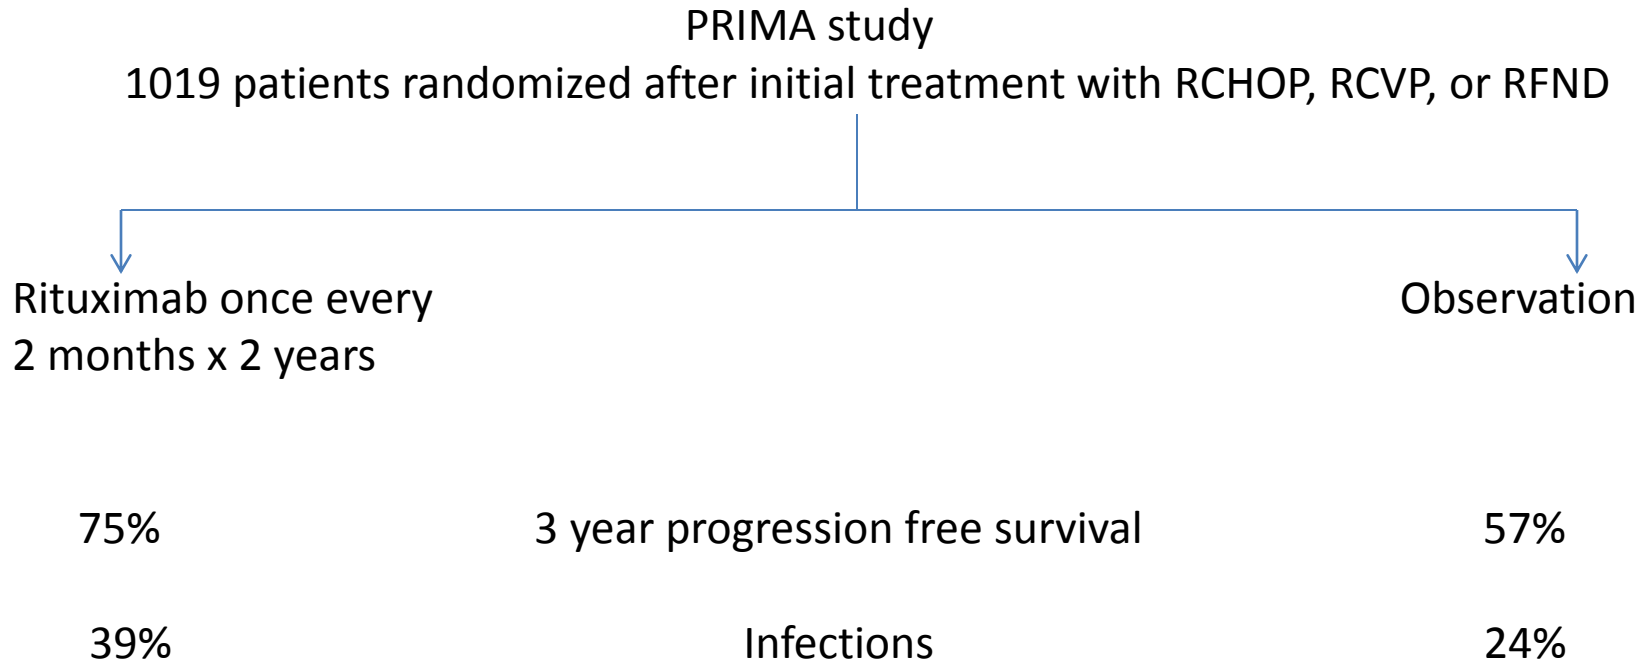 PRIMA study
1019 patients randomized after initial treatment with RCHOP, RCVP, or RFND
Rituximab once every
2 months x 2 years
Observation
75% 3 year progression free survival 57%
39% Infections 24%